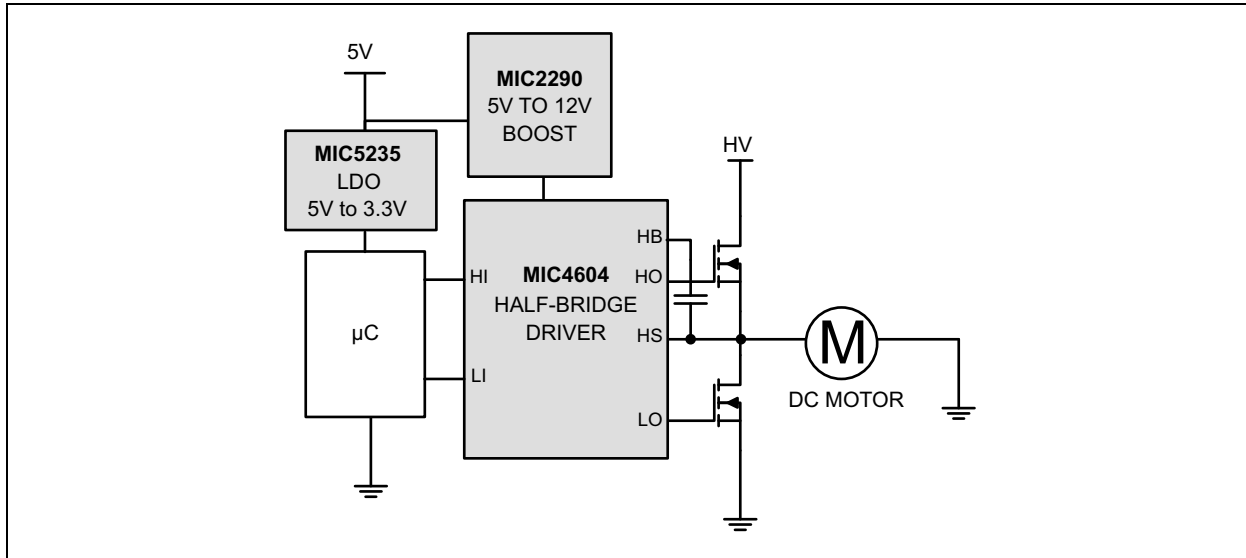 5V
MIC2290
5V TO 12V
BOOST
MIC5235
LDO
5V to 3.3V
HV
µC
HI
LI
MIC4604
HALF-BRIDGE
DRIVER
HB
HO
HS
LO
M
DC MOTOR